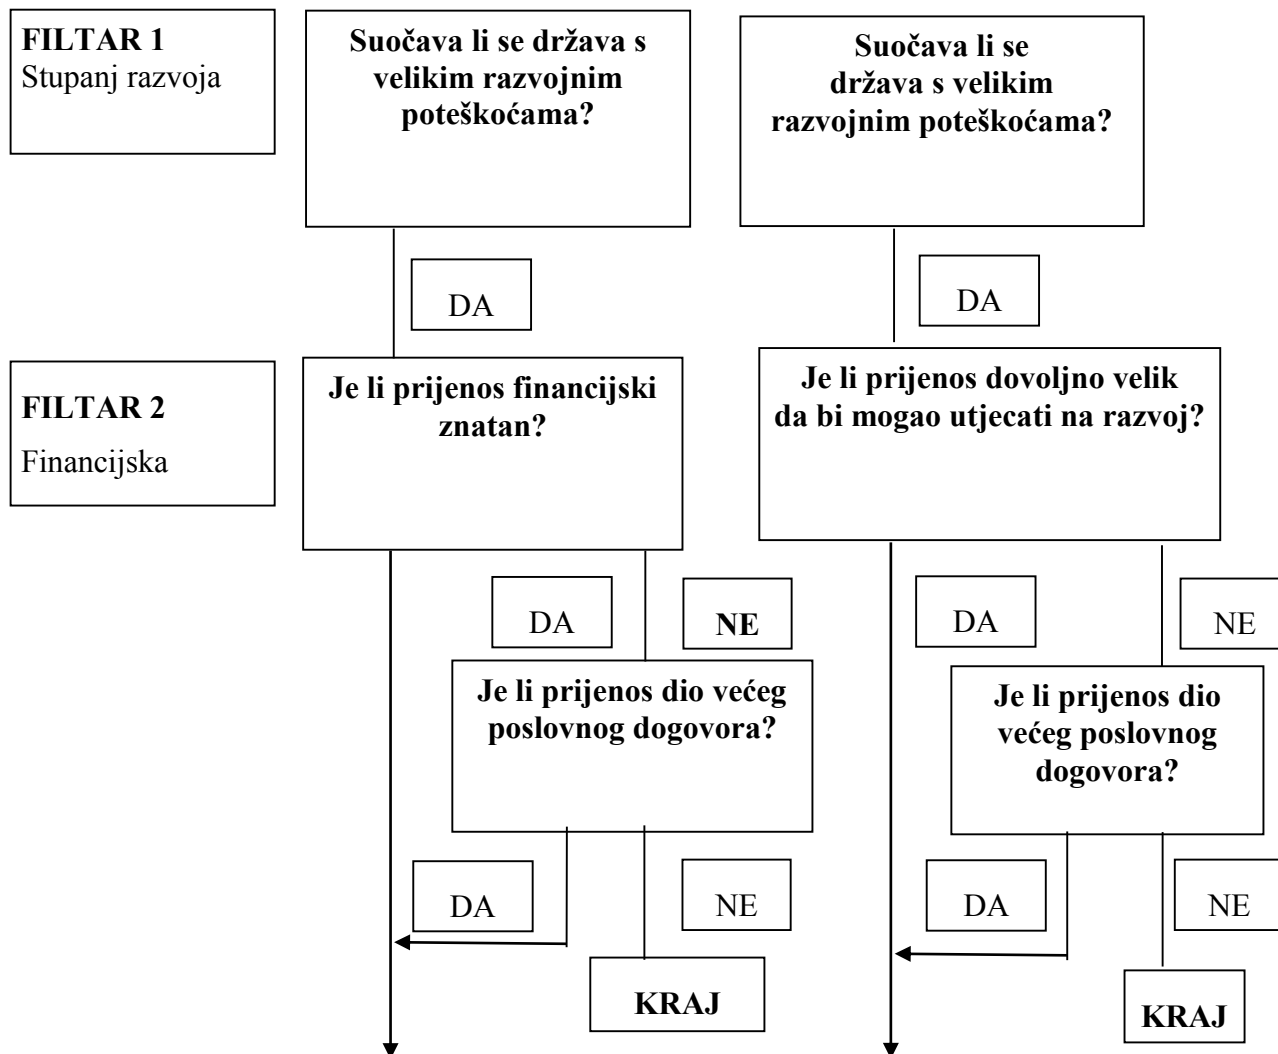 FILTAR 1
Stupanj razvoja
Suočava li se država s
velikim razvojnim
poteškoćama?
Suočava li se
država s velikim
razvojnim poteškoćama?
DA
DA
FILTAR 2
Financijska
Je li prijenos financijski
znatan?
Je li prijenos dovoljno velik
da bi mogao utjecati na razvoj?
DA
NE
DA
NE
Je li prijenos dio većeg
poslovnog dogovora?
Je li prijenos dio
većeg poslovnog
dogovora?
DA
NE
DA
NE
KRAJ
KRAJ